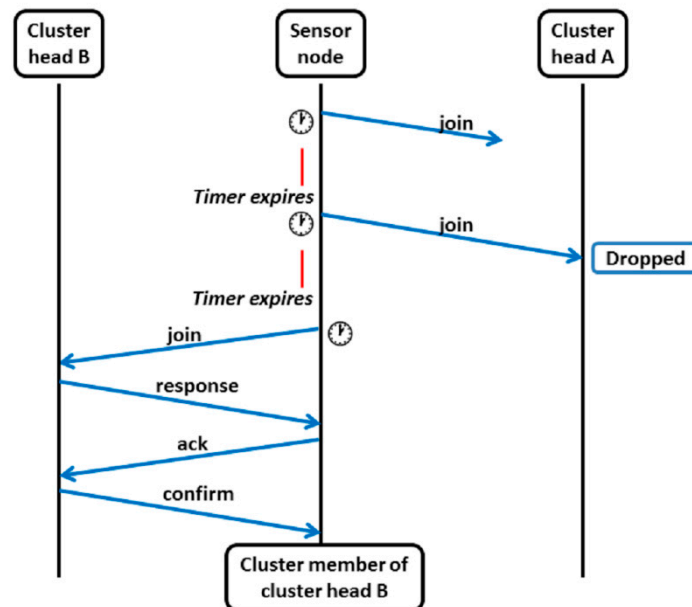 Cluster
head B
Sensor
node
Cluster
head A
join
Timer expires
join
Dropped
Timer expires
join
response
ack
confirm
Cluster member of
cluster head B